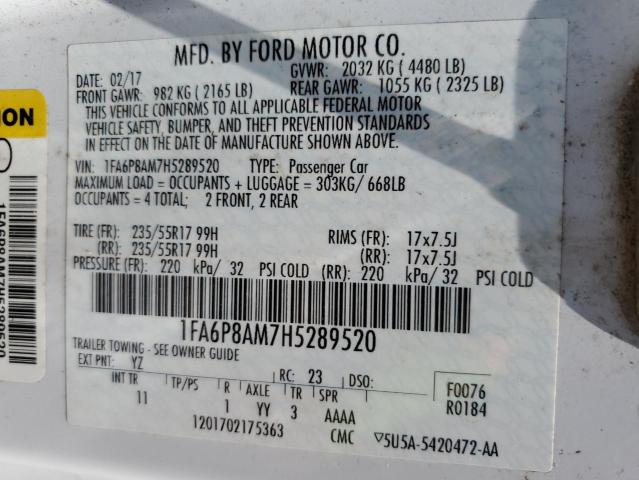 MFD. BY FORD MOTOR CO.
DATE: 02/17 GVWR: 2032 KG ( 4480 LB)
FRONT GAWR: 982 KG ( 2165 LB) REAR GAWR: 1055 KG ( 2325 LB)
THIS VEHICLE CONFORMS TO ALL APPLICABLE FEDERAL MOTOR
VEHICLE SAFETY, BUMPER, AND THEFT PREVENTION STANDARDS
IN EFFECT ON THE DATE OF MANUFACTURE SHOWN ABOVE.
VIN: 1FA6P8AM7H5289520 TYPE: Passenger Car
MAXIMUM LOAD = OCCUPANTS + LUGGAGE = 303KG/ 668LB
OCCUPANTS = 4 TOTAL; 2 FRONT, 2 REAR
TIRE (FR): 235/55R17 99H RIMS (FR): 17x7.5J
(RR): 235/55R17 99H (RR): 17x7.5J
PRESSURE (FR): 220 kPa/ 32 PSI COLD (RR): 220 kPa/ 32 PSI COLD
1FA6P8AM7H5289520
TRAILER TOWING - SEE OWNER GUIDE
EXT PNT: YZ RC: 23 DSO: F0076
R0184
INT TR TP/PS R AXLE TR SPR
11 1 YY 3 AAAA
1201702175363 CMC ▽5U5A-5420472-AA
NION
1FA6P8AM7H5289520